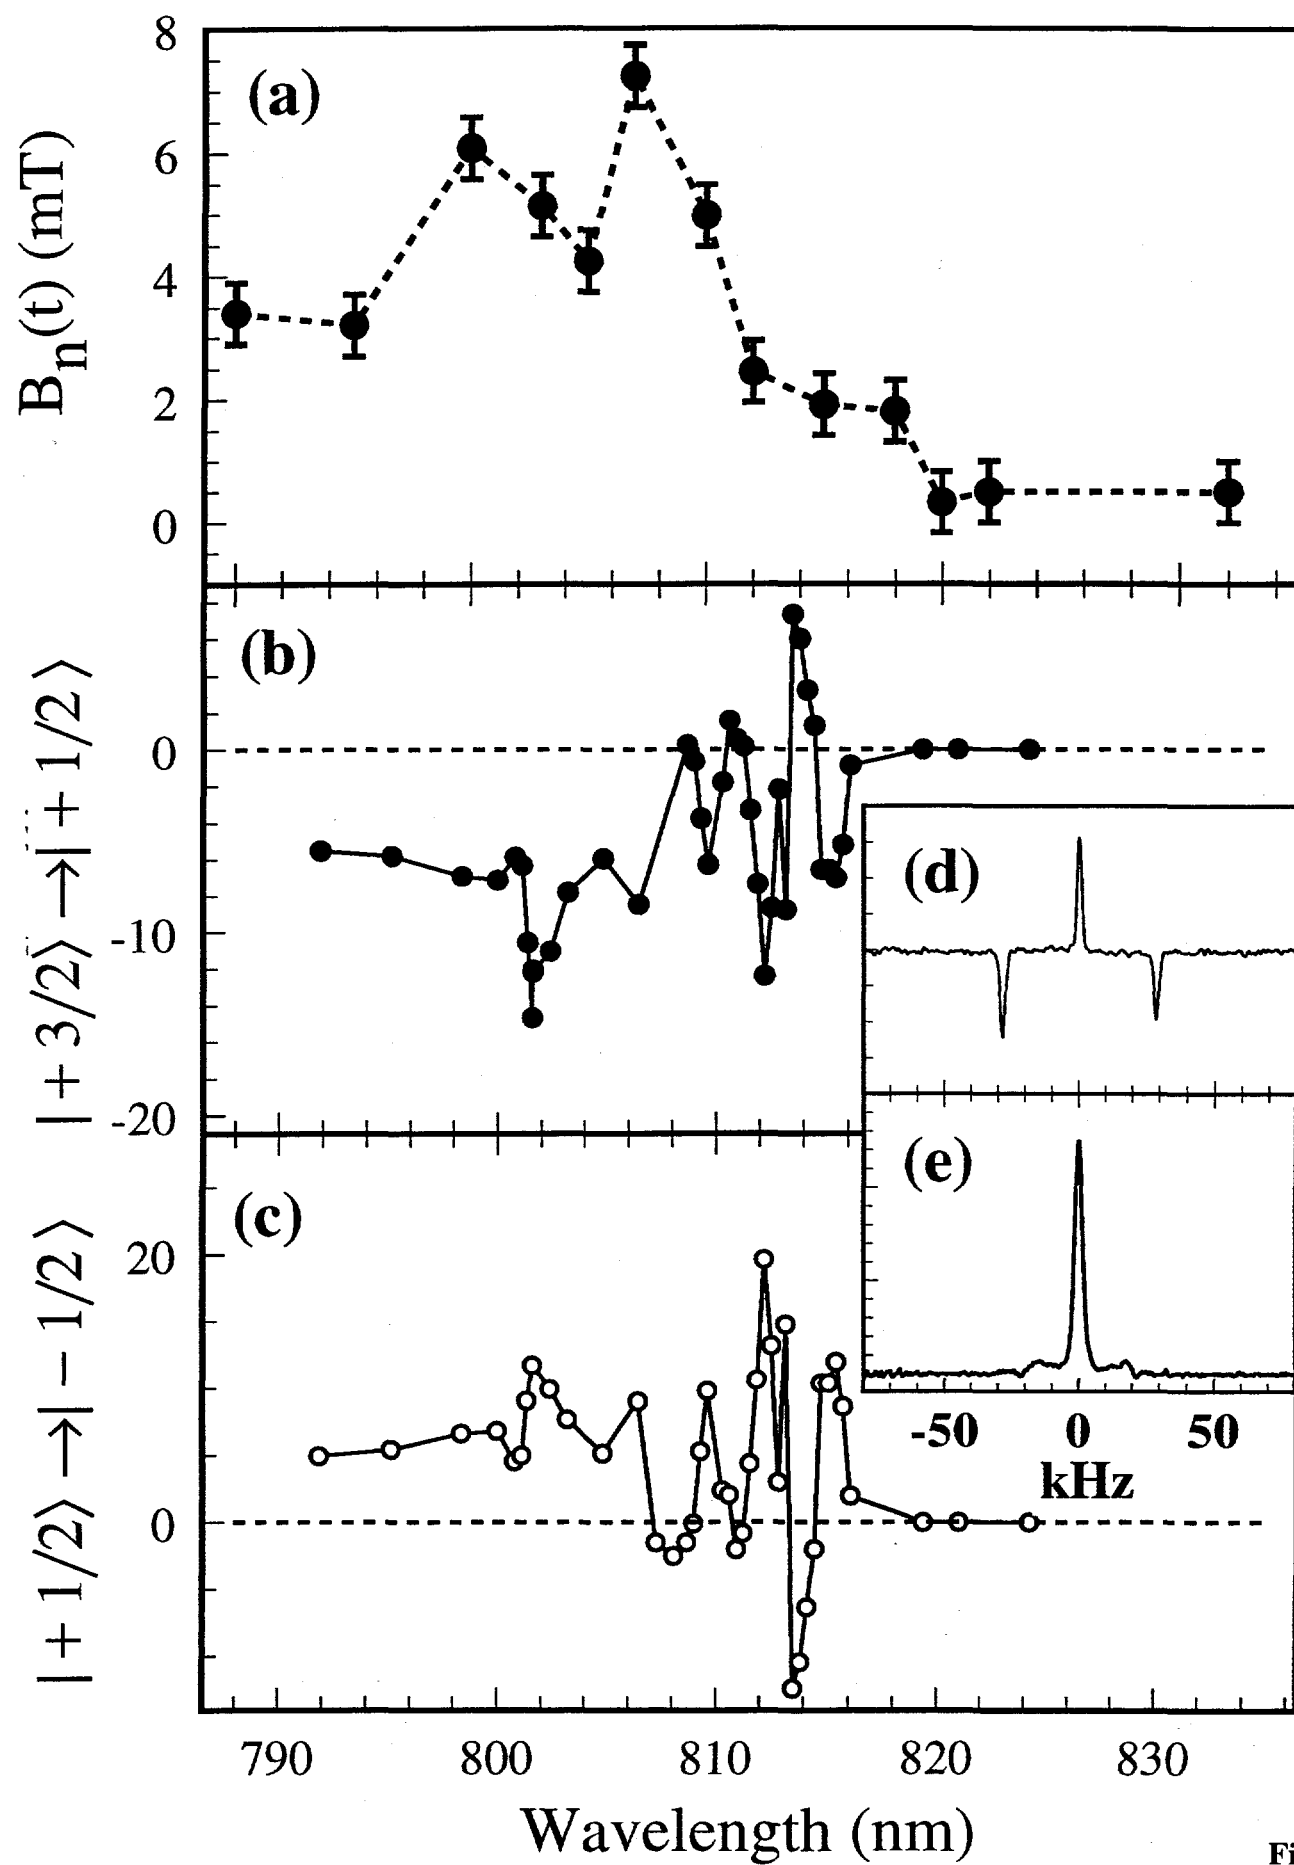 (a)
B_n(t) (mT)
8
6
4
2
0
(b)
|+3/2⟩→|+1/2⟩
0
-10
-20
(c)
|+1/2⟩→|−1/2⟩
20
0
(d)
(e)
-50 0 50
kHz
790 800 810 820 830
Wavelength (nm)
Fi